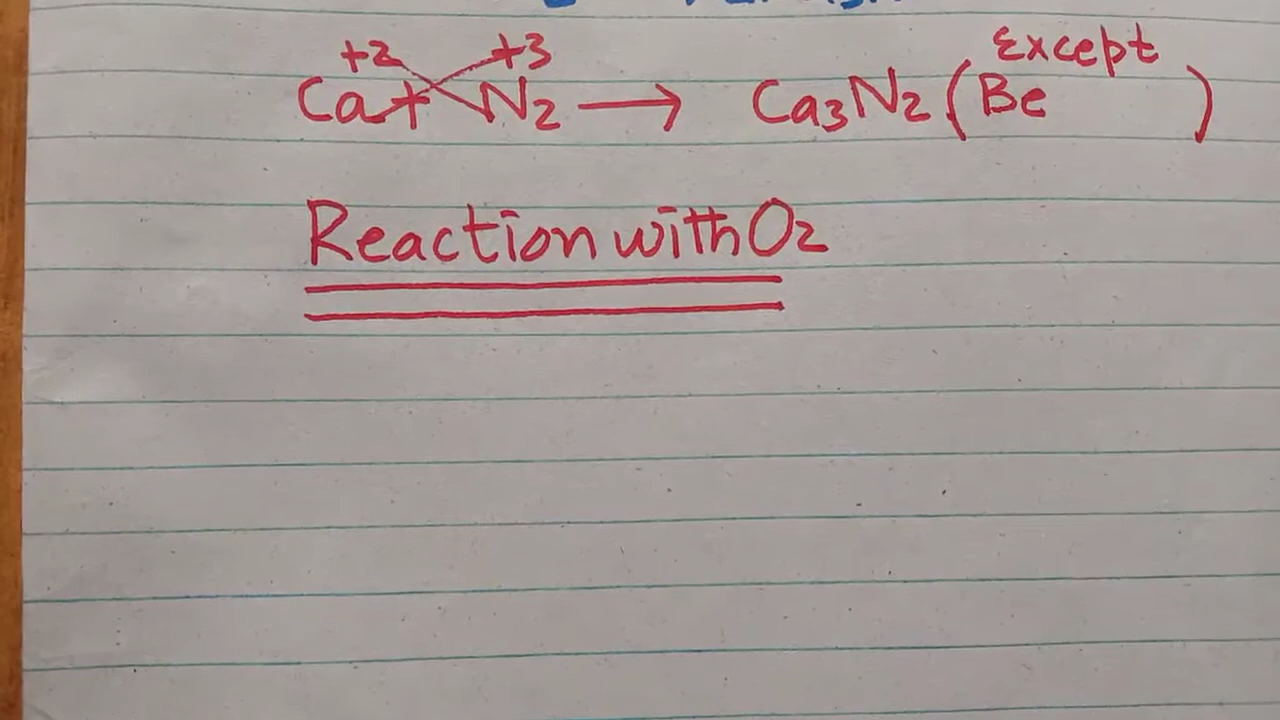 Except
+2 +3
Ca + N2 → Ca3N2 (Be )
Reaction with O2